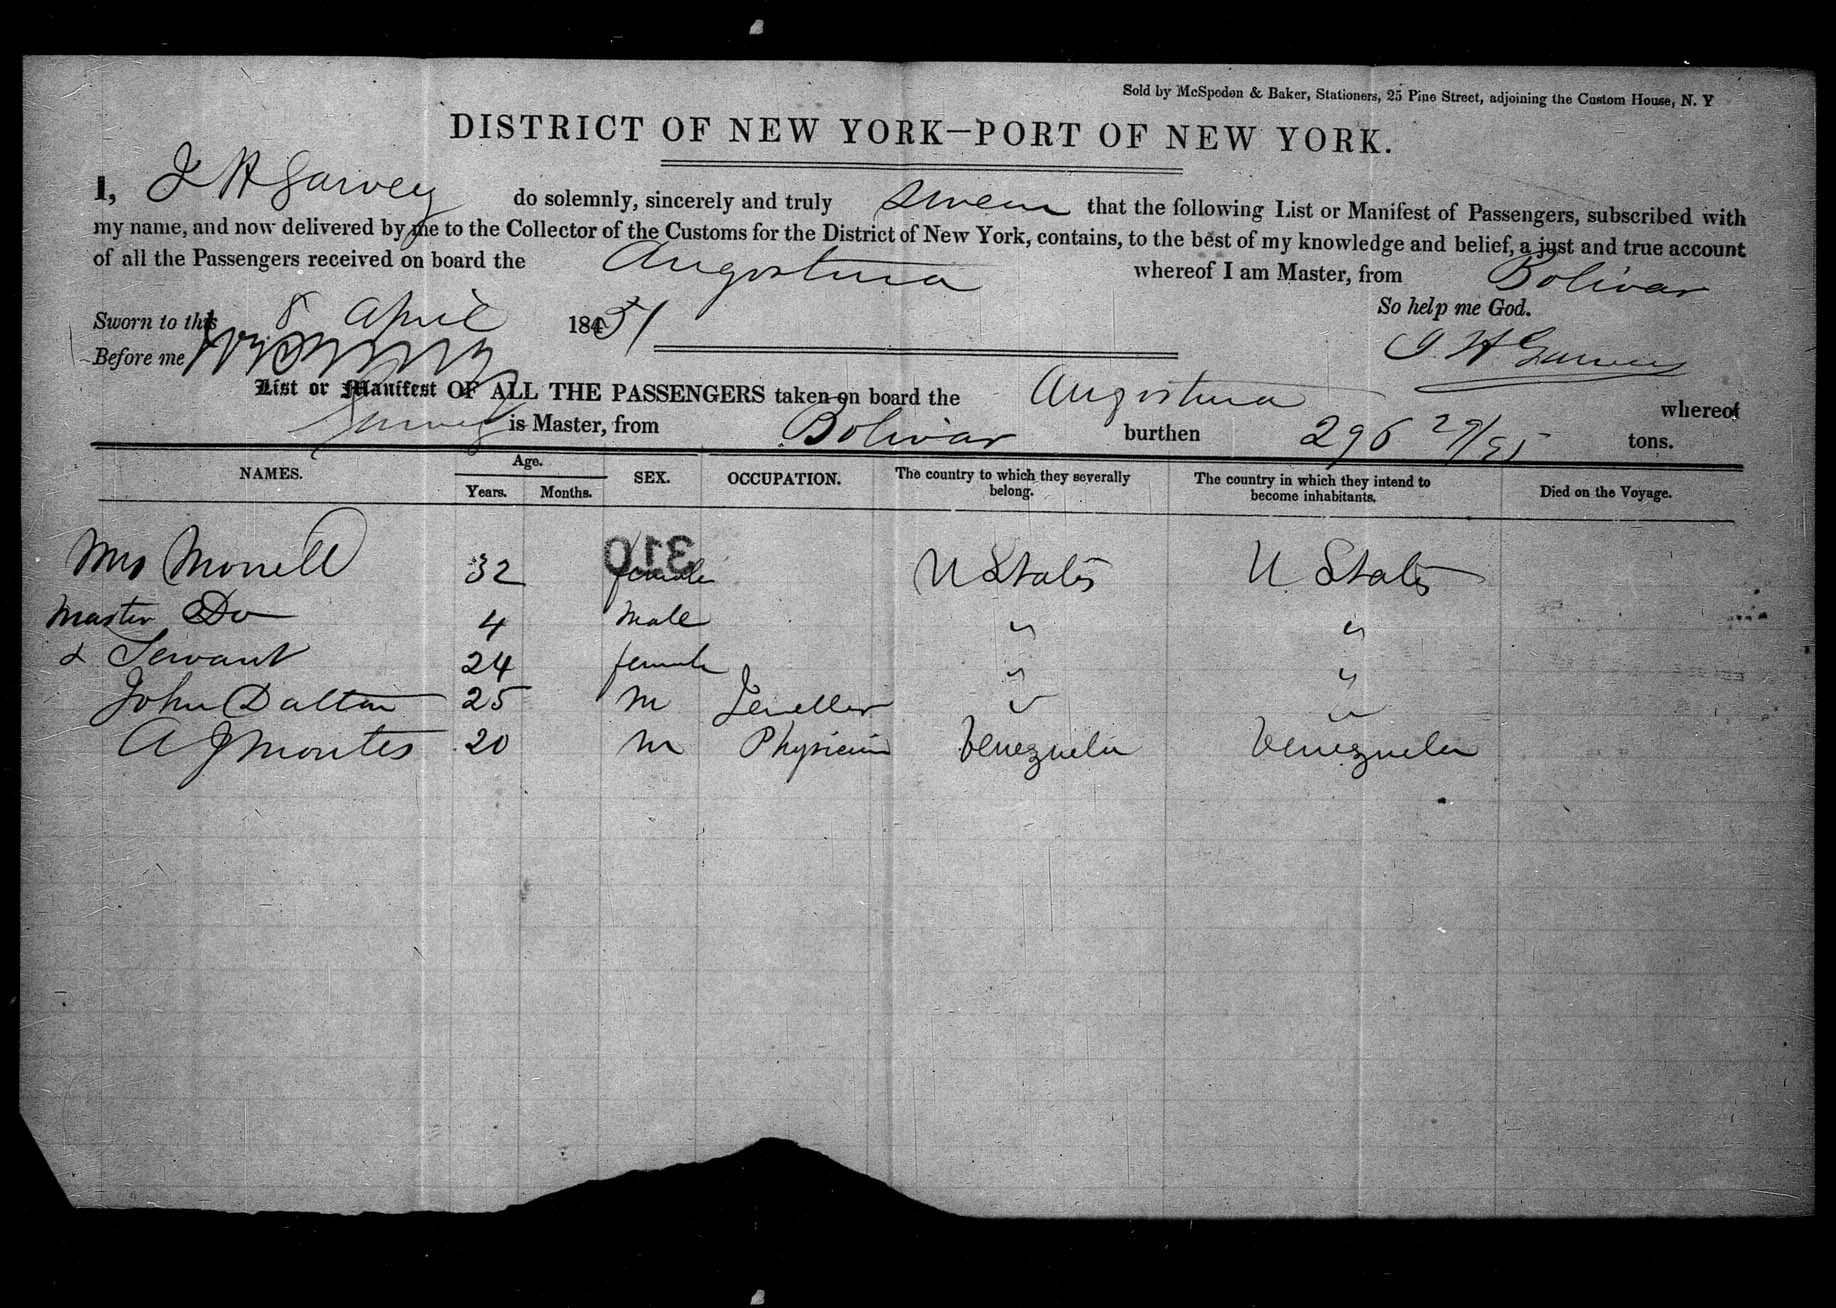 Sold by McSpedon & Baker, Stationers, 25 Pine Street, adjoining the Custom House, N. Y
DISTRICT OF NEW YORK—PORT OF NEW YORK.
I, J H Garvey do solemnly, sincerely and truly swear that the following List or Manifest of Passengers, subscribed with
my name, and now delivered by me to the Collector of the Customs for the District of New York, contains, to the best of my knowledge and belief, a just and true account
of all the Passengers received on board the Angostura whereof I am Master, from Bolivar
So help me God.
Sworn to this 8 April 1851
Before me
J. H Garvey
List or Manifest OF ALL THE PASSENGERS taken on board the Angostura whereof
Garvey is Master, from Bolivar burthen 296 29/95 tons.
NAMES. Age. Years. Months. SEX. OCCUPATION. The country to which they severally belong. The country in which they intend to become inhabitants. Died on the Voyage.
310
Mrs Monell 32 female U States U States
Master Do 4 Male " "
& Servant 24 female " "
John Dalton 25 M Jeweller " "
A J Montes 20 M Physician Venezuela Venezuela